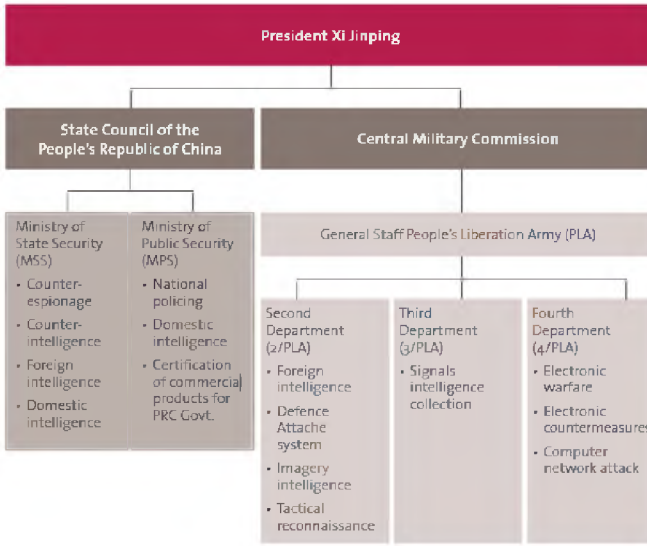 President Xi Jinping
State Council of the
People's Republic of China
Central Military Commission
Ministry of
State Security
(MSS)
• Counter-
espionage
• Counter-
intelligence
• Foreign
intelligence
• Domestic
intelligence
Ministry of
Public Security
(MPS)
• National
policing
• Domestic
intelligence
• Certification
of commercial
products for
PRC Govt.
General Staff People's Liberation Army (PLA)
Second
Department
(2/PLA)
• Foreign
intelligence
• Defence
Attache
system
• Imagery
intelligence
• Tactical
reconnaissance
Third
Department
(3/PLA)
• Signals
intelligence
collection
Fourth
Department
(4/PLA)
• Electronic
warfare
• Electronic
countermeasures
• Computer
network attack